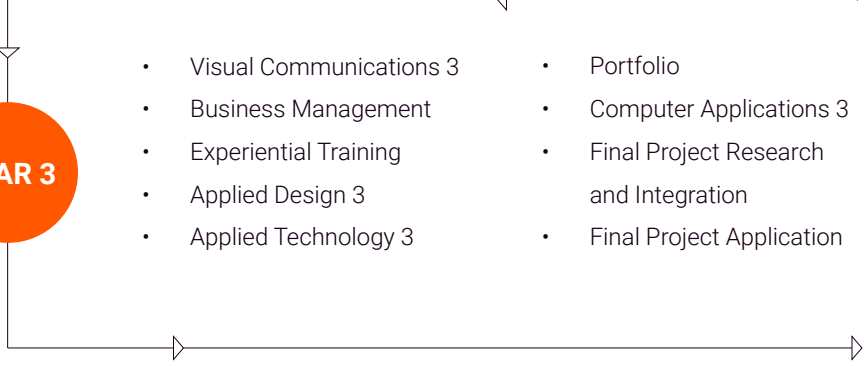 AR 3
• Visual Communications 3
• Business Management
• Experiential Training
• Applied Design 3
• Applied Technology 3
• Portfolio
• Computer Applications 3
• Final Project Research
and Integration
• Final Project Application